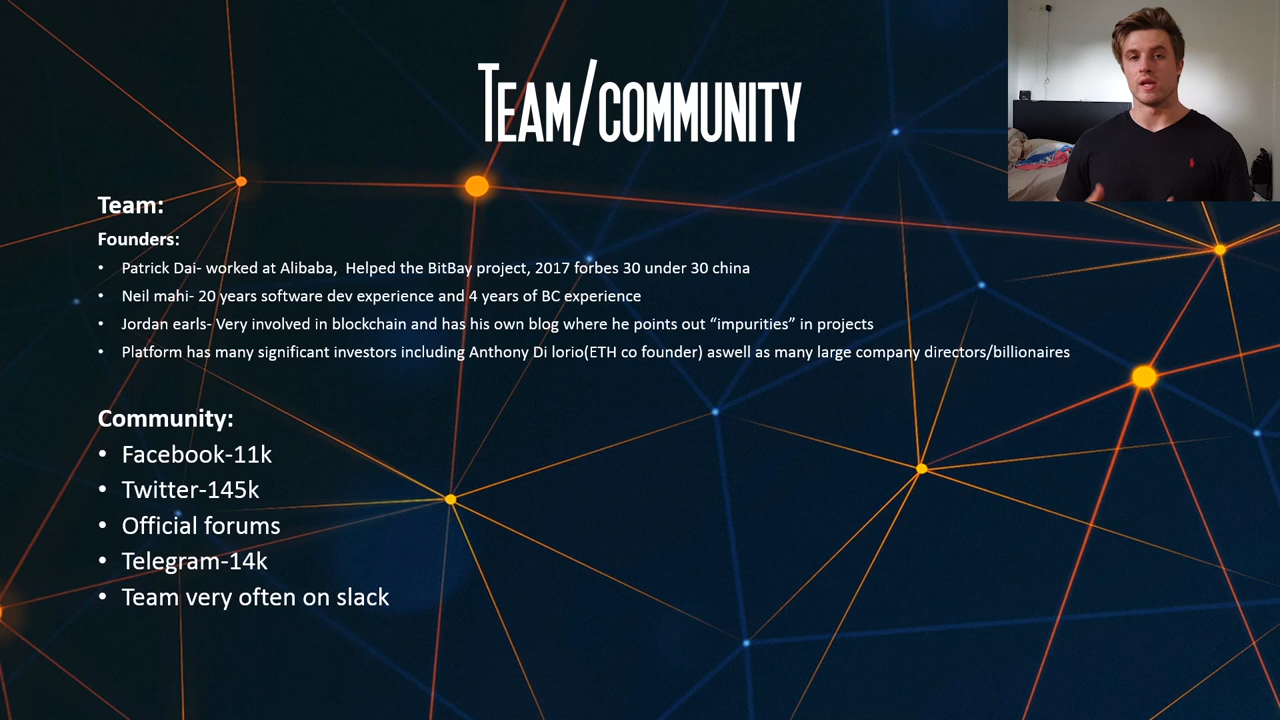 TEAM/COMMUNITY
Team:
Founders:
• Patrick Dai- worked at Alibaba, Helped the BitBay project, 2017 forbes 30 under 30 china
• Neil mahi- 20 years software dev experience and 4 years of BC experience
• Jordan earls- Very involved in blockchain and has his own blog where he points out “impurities” in projects
• Platform has many significant investors including Anthony Di lorio(ETH co founder) aswell as many large company directors/billionaires
Community:
• Facebook-11k
• Twitter-145k
• Official forums
• Telegram-14k
• Team very often on slack